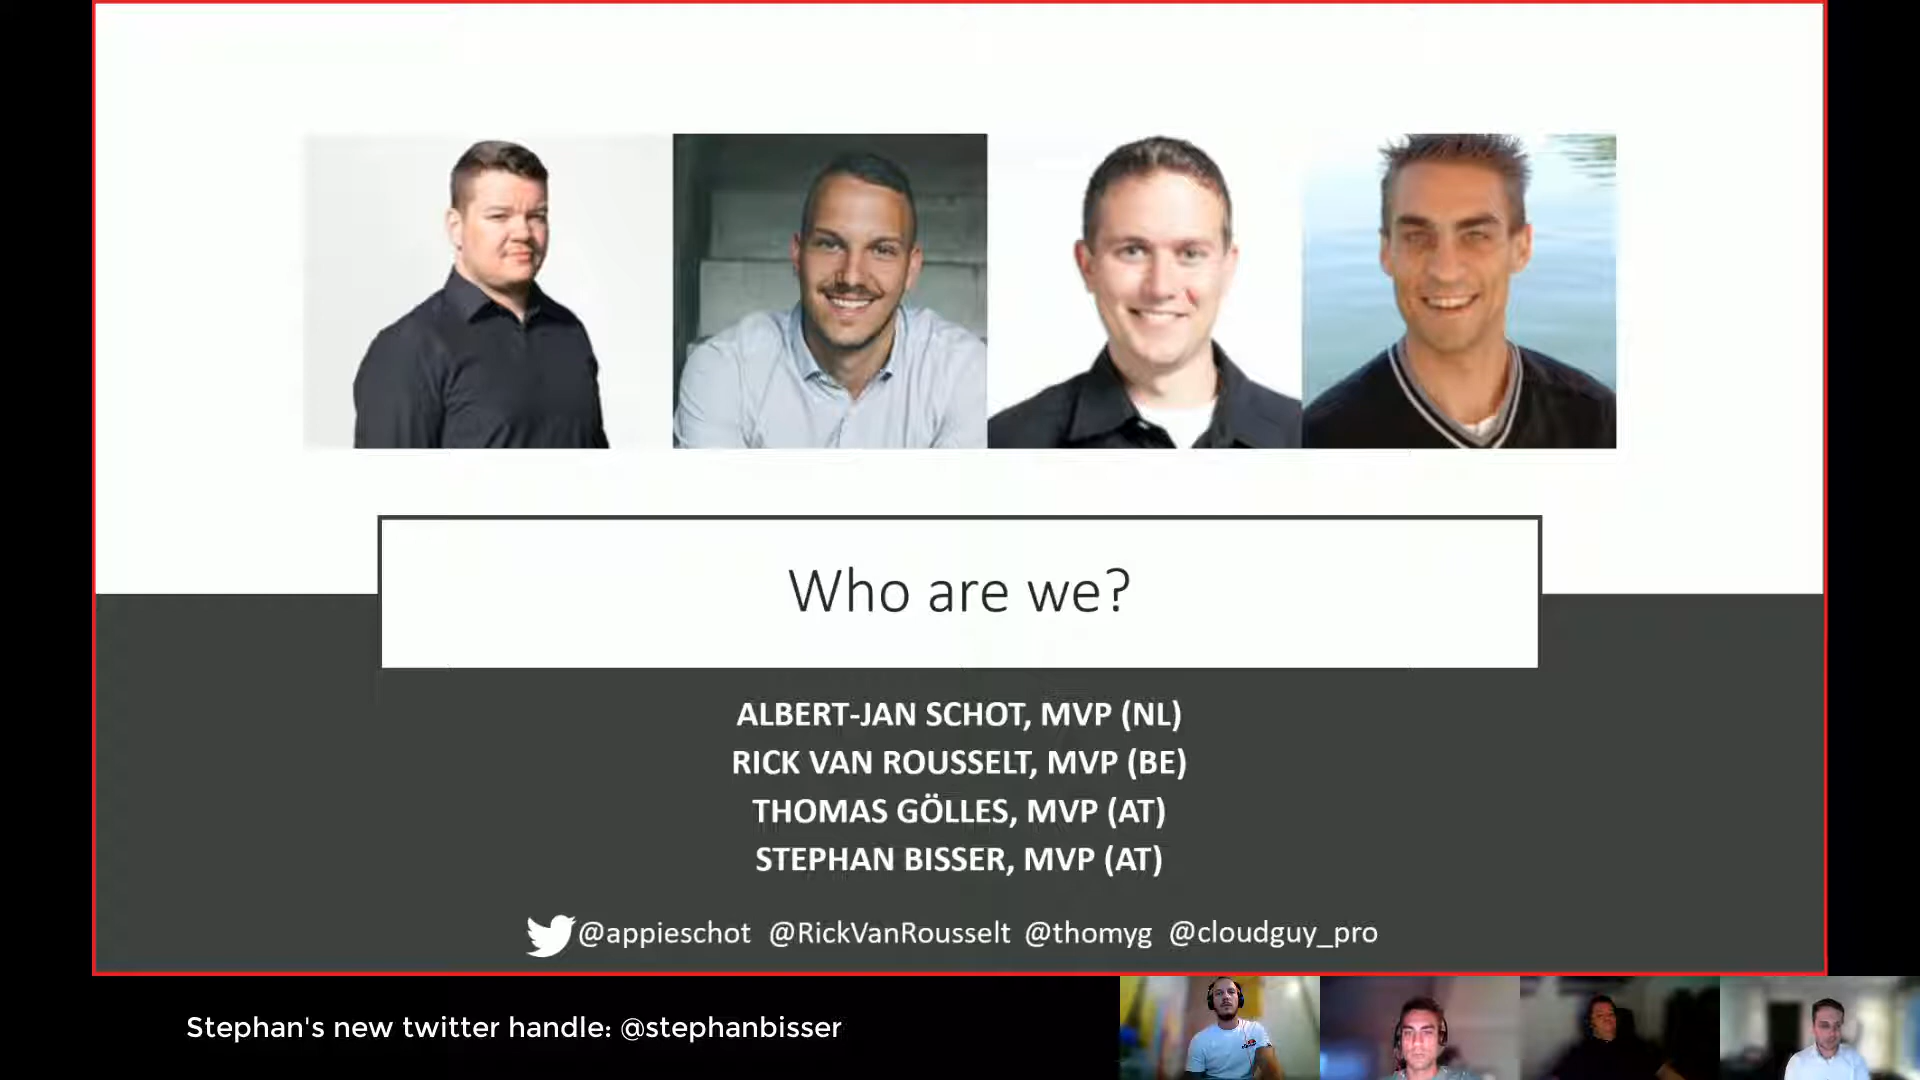 Who are we?
ALBERT-JAN SCHOT, MVP (NL)
RICK VAN ROUSSELT, MVP (BE)
THOMAS GÖLLES, MVP (AT)
STEPHAN BISSER, MVP (AT)
@appieschot @RickVanRousselt @thomyg @cloudguy_pro
Stephan's new twitter handle: @stephanbisser